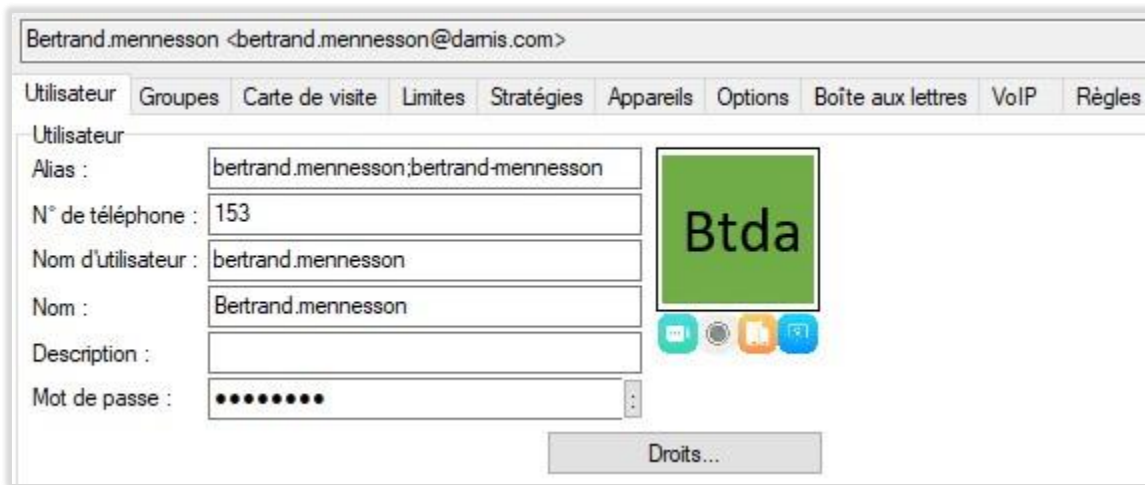 Bertrand.mennesson <bertrand.mennesson@damis.com>
Utilisateur Groupes Carte de visite Limites Stratégies Appareils Options Boîte aux lettres VoIP Règles
Utilisateur
Alias : bertrand.mennesson;bertrand-mennesson
N° de téléphone : 153
Nom d'utilisateur : bertrand.mennesson
Nom : Bertrand.mennesson
Description :
Mot de passe : ●●●●●●●● :
Btda
Droits...